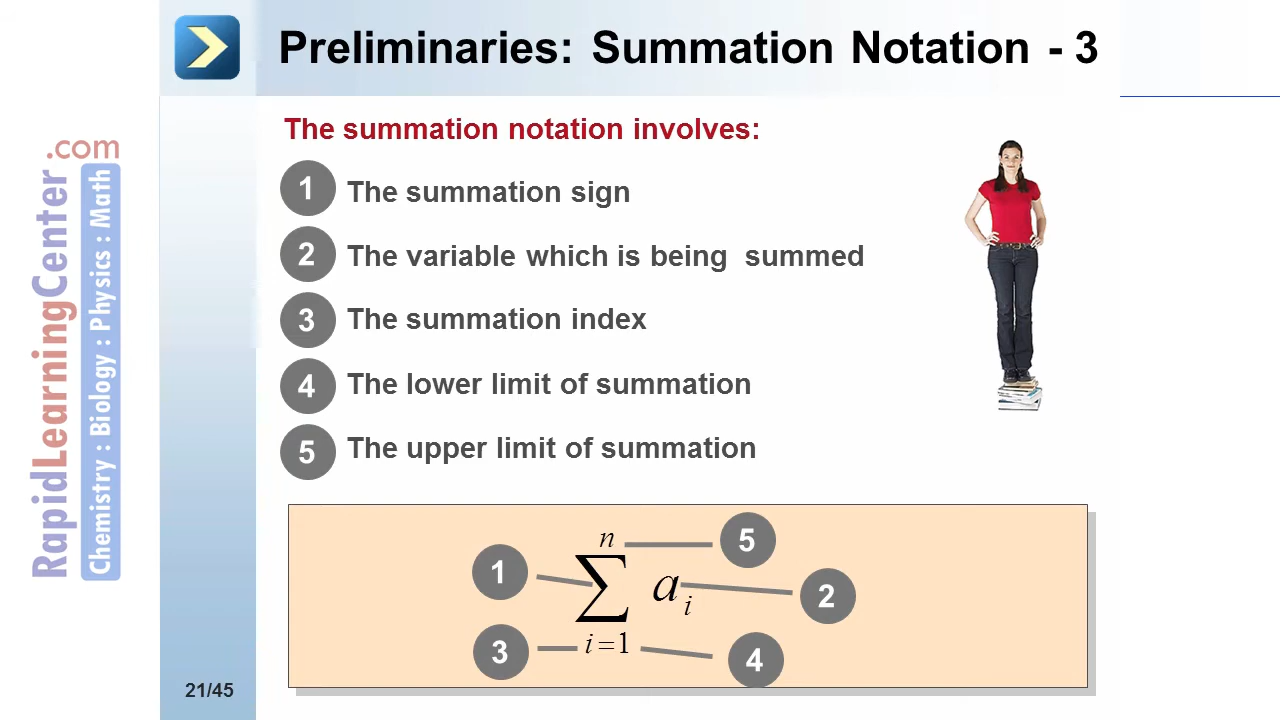 Preliminaries: Summation Notation - 3
The summation notation involves:
1 The summation sign
2 The variable which is being summed
3 The summation index
4 The lower limit of summation
5 The upper limit of summation
n 5
1 ∑ a i 2
3 i=1 4
21/45
RapidLearningCenter.com
Chemistry : Biology : Physics : Math